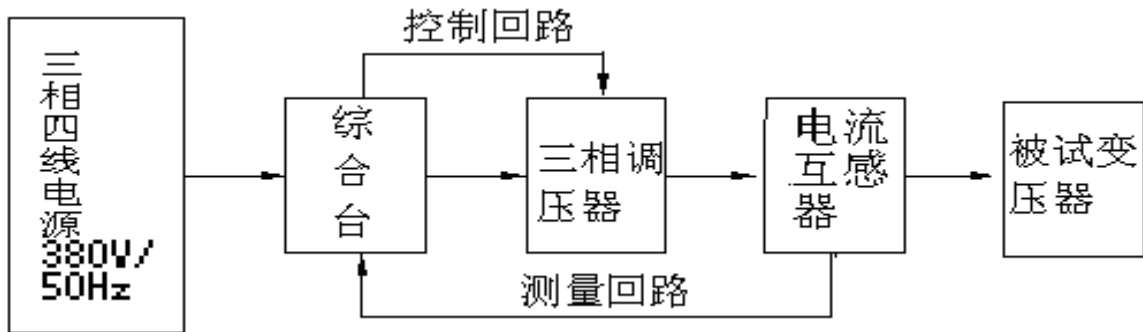 控制回路
三
相
四
线
电
源
380V/
50Hz
综
合
台
三相调
压器
电流
互感
器
被试变
压器
测量回路